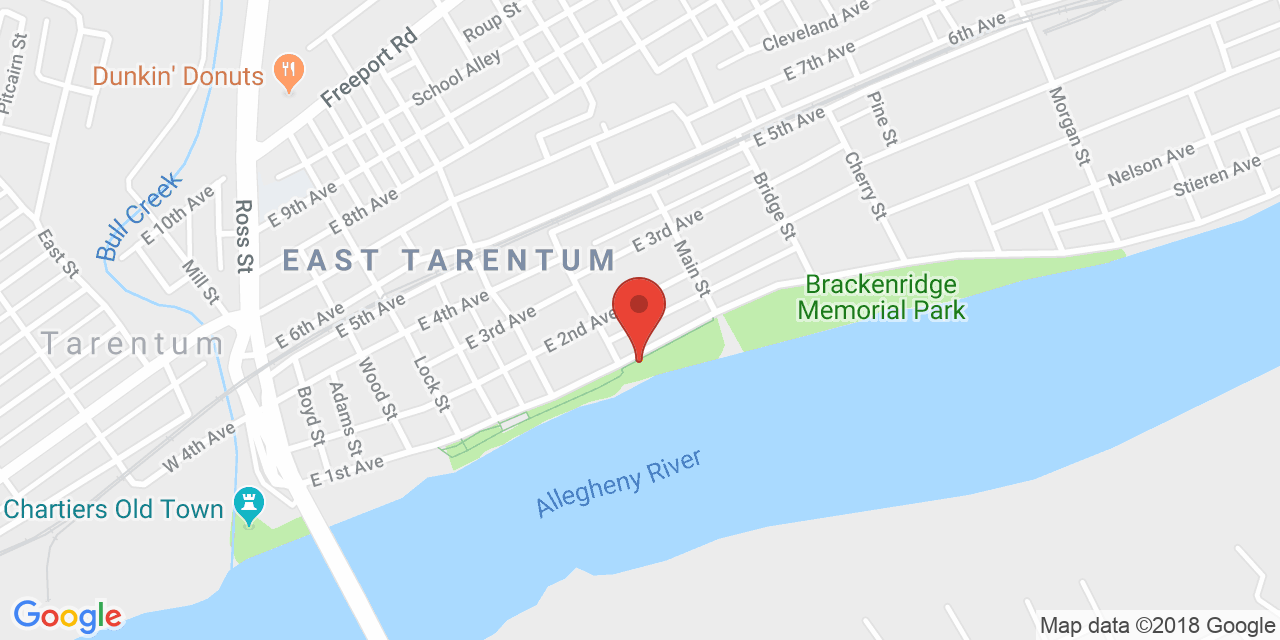 Pitcairn St
Roup St
Cleveland Ave
6th Ave
Dunkin' Donuts
Freeport Rd
School Alley
E 7th Ave
E 5th Ave
Pine St
Morgan St
Nelson Ave
Stieren Ave
Cherry St
Bridge St
Bull Creek
E 10th Ave
E 9th Ave
E 8th Ave
Ross St
East St
Mill St
EAST TARENTUM
E 3rd Ave
Main St
Brackenridge
Memorial Park
Tarentum
E 6th Ave
E 5th Ave
E 4th Ave
E 3rd Ave
E 2nd Ave
Wood St
Lock St
Boyd St
Adams St
W 4th Ave
E 1st Ave
Allegheny River
Chartiers Old Town
Google
Map data ©2018 Google